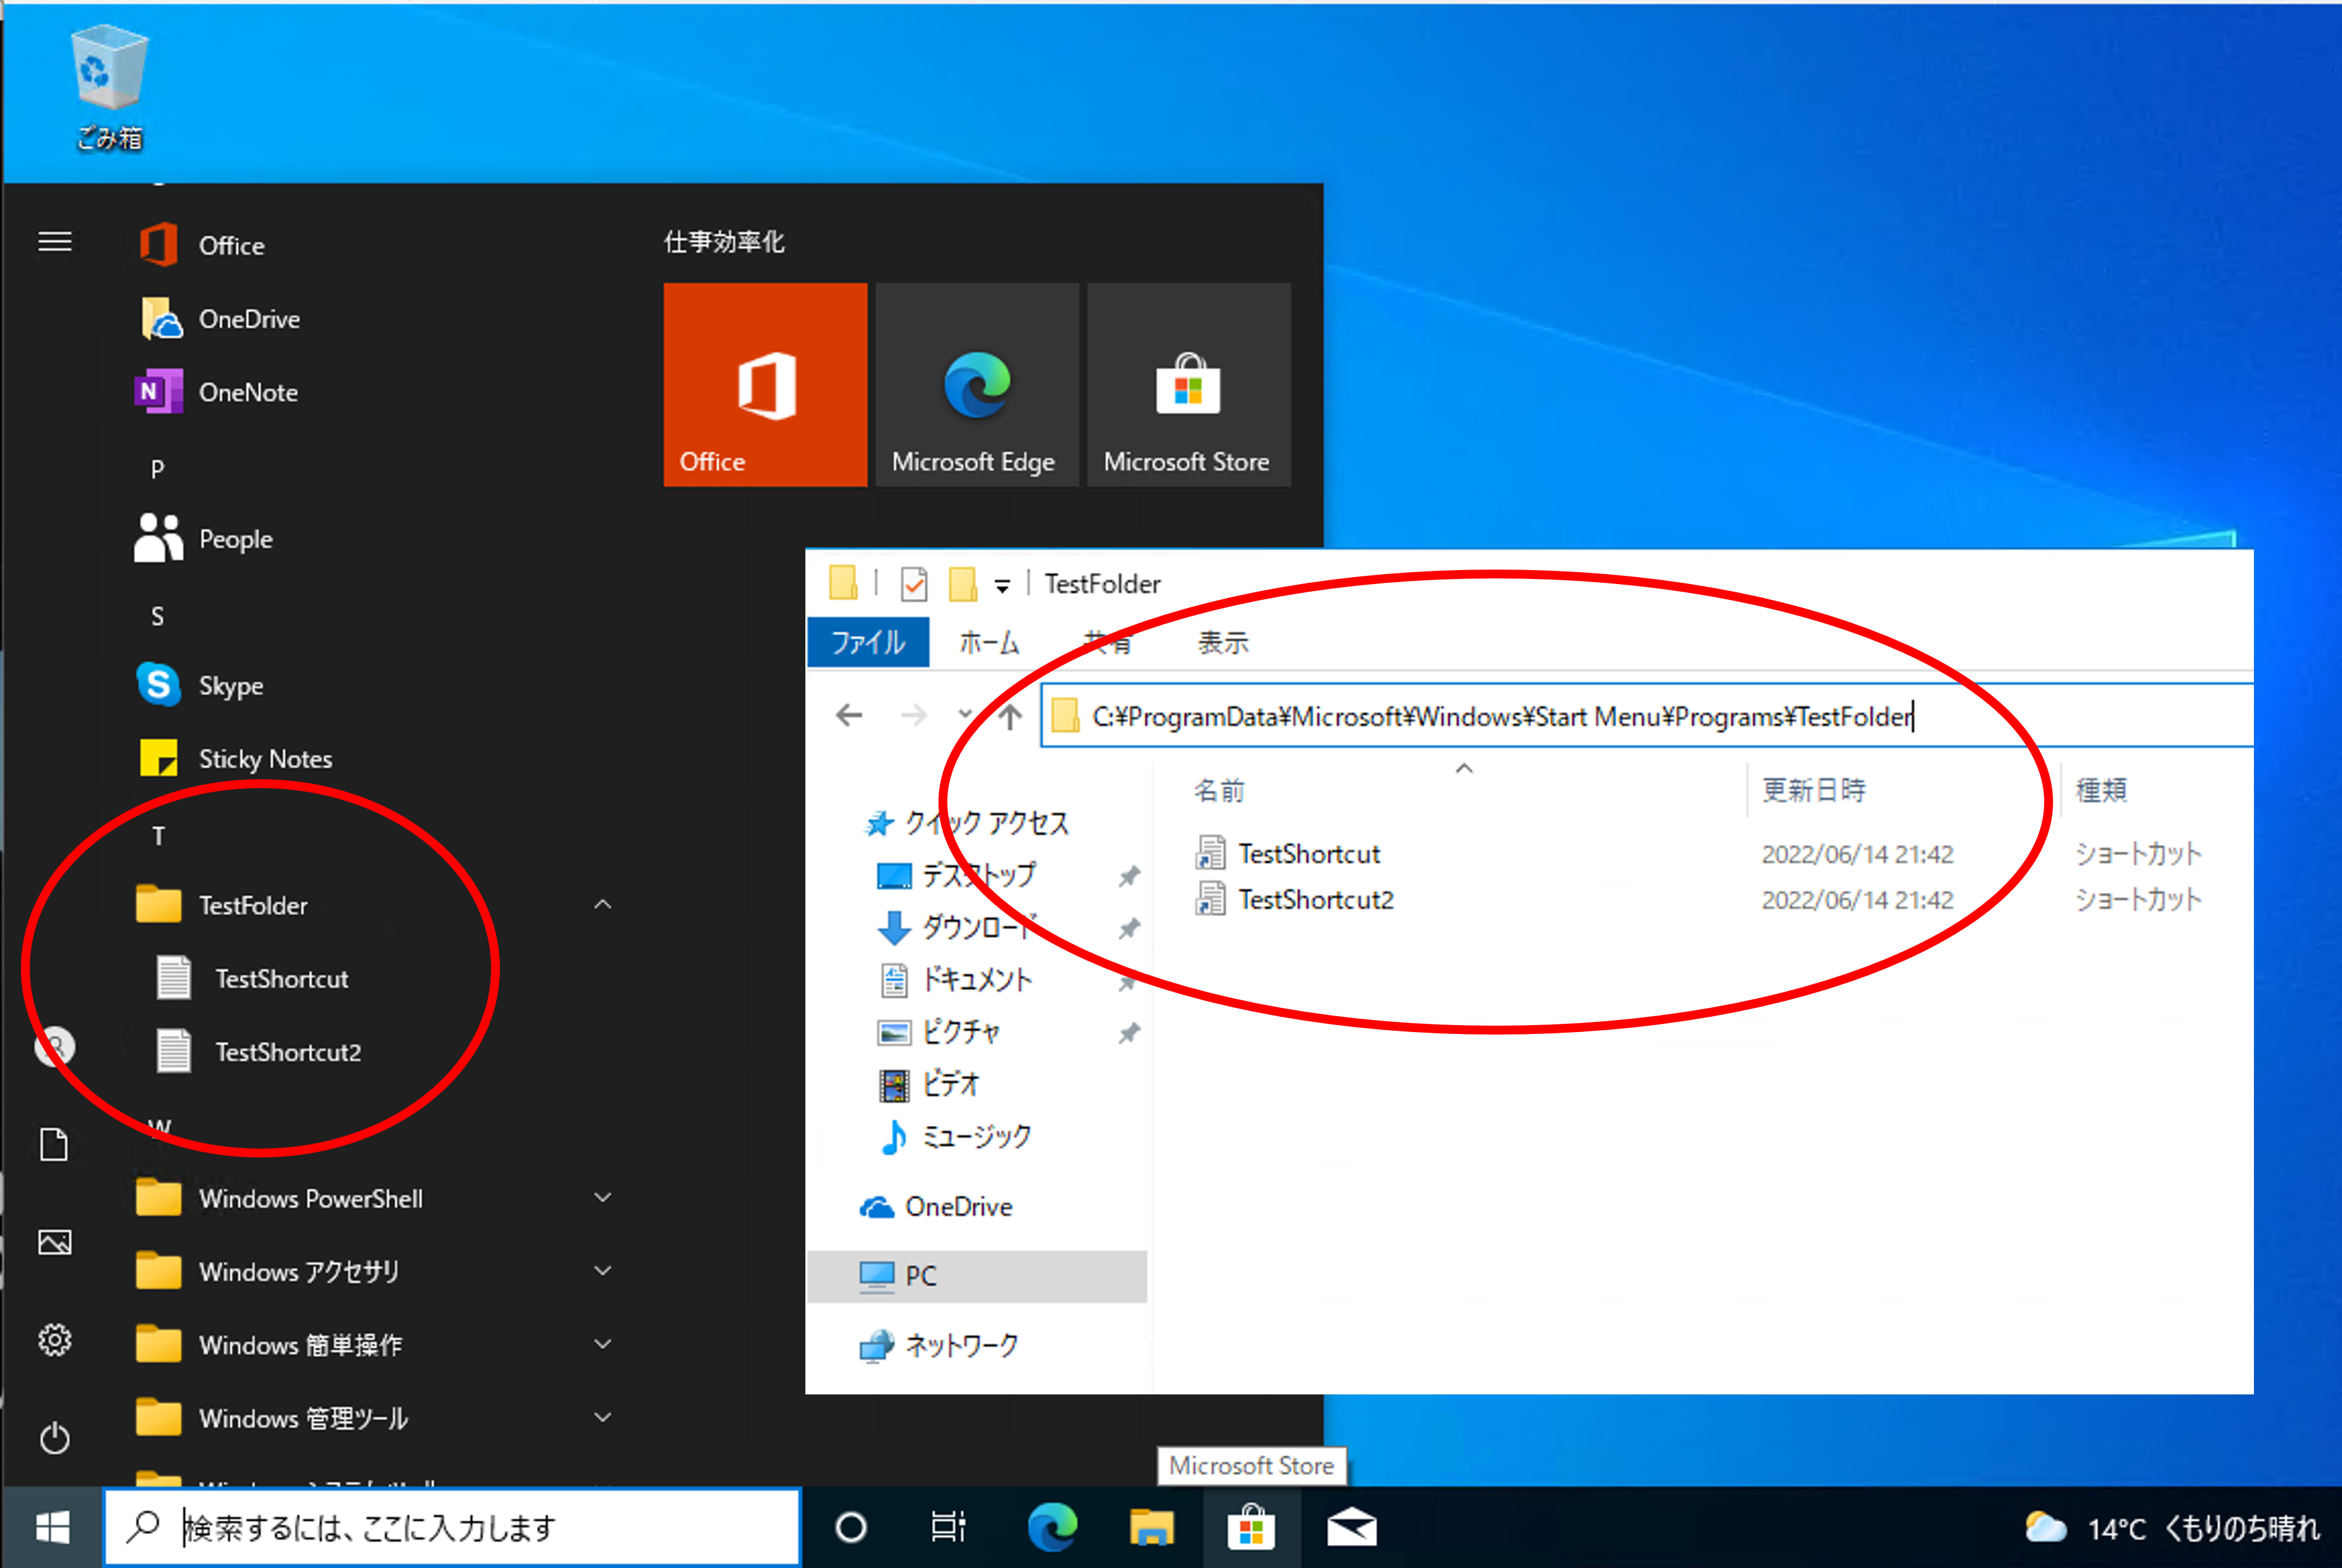 ごみ箱
Office
OneDrive
OneNote
P
People
S
Skype
Sticky Notes
T
TestFolder
TestShortcut
TestShortcut2
W
Windows PowerShell
Windows アクセサリ
Windows 簡単操作
Windows 管理ツール
仕事効率化
Office
Microsoft Edge
Microsoft Store
TestFolder
ファイル ホーム 共有 表示
C:¥ProgramData¥Microsoft¥Windows¥Start Menu¥Programs¥TestFolder
クイック アクセス
デスクトップ
ダウンロード
ドキュメント
ピクチャ
ビデオ
ミュージック
OneDrive
PC
ネットワーク
名前 更新日時 種類
TestShortcut 2022/06/14 21:42 ショートカット
TestShortcut2 2022/06/14 21:42 ショートカット
Microsoft Store
検索するには、ここに入力します
14°C くもりのち晴れ